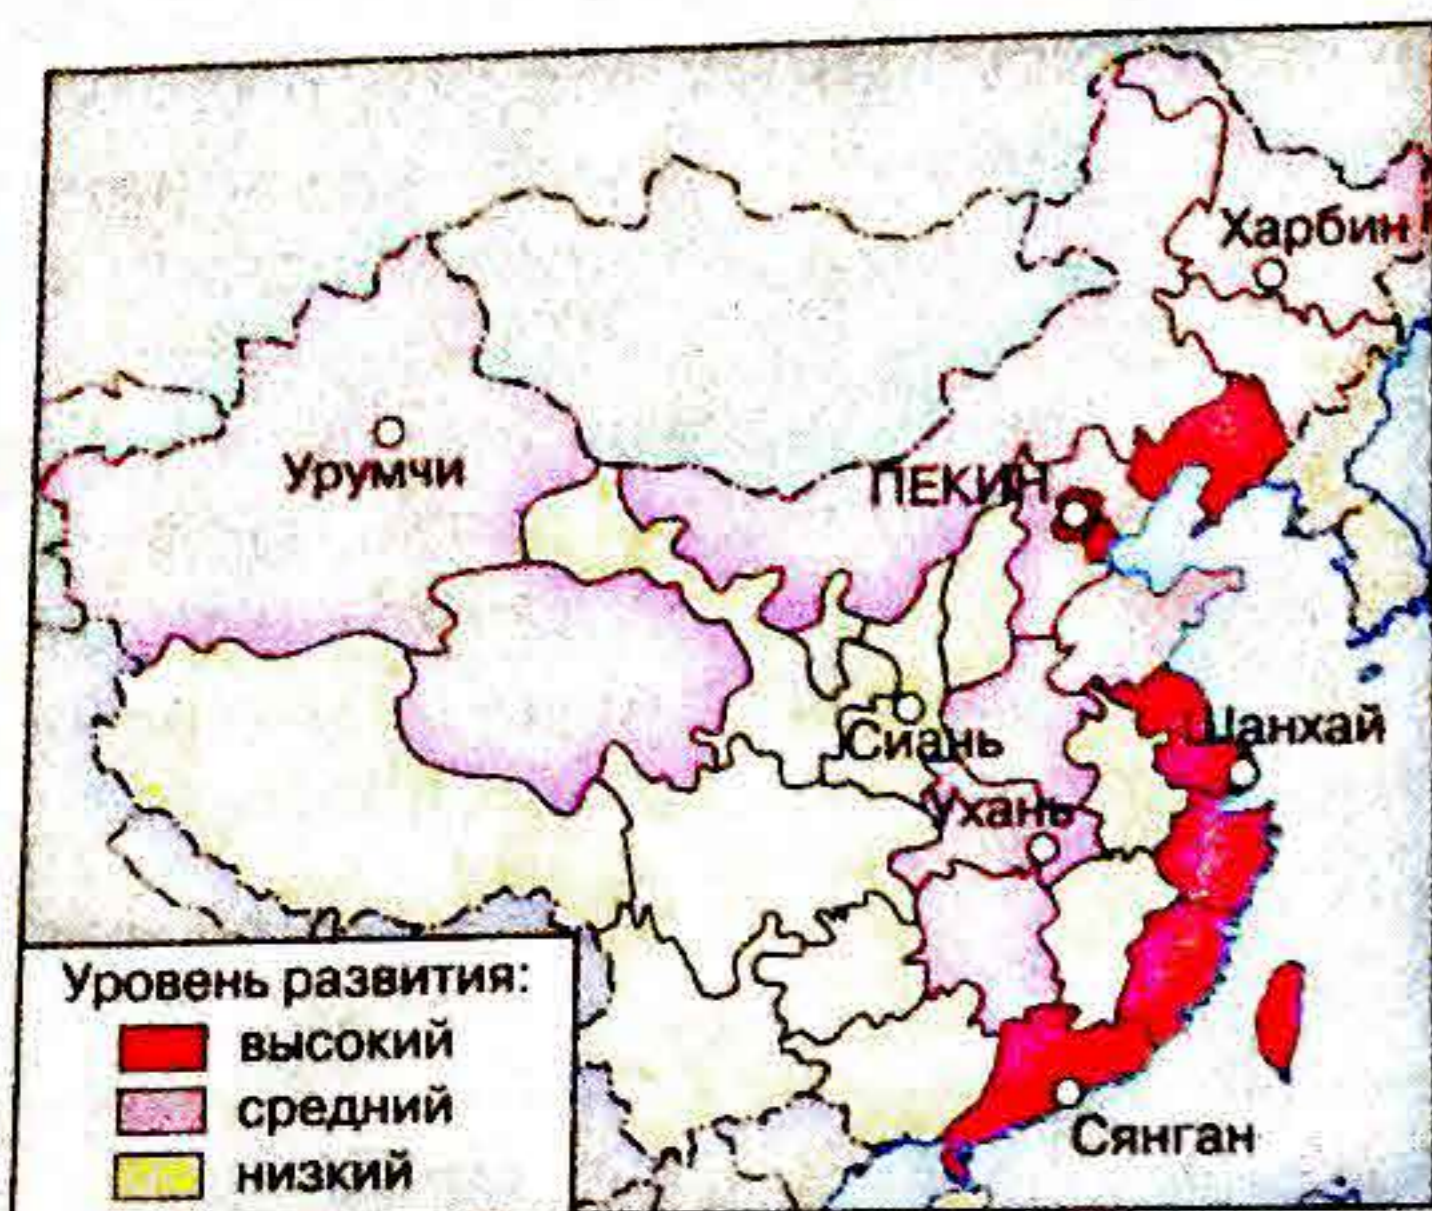 Харбин
Урумчи
ПЕКИН
Шанхай
Сиань
Ухань
Сянган
Уровень развития:
высокий
средний
низкий